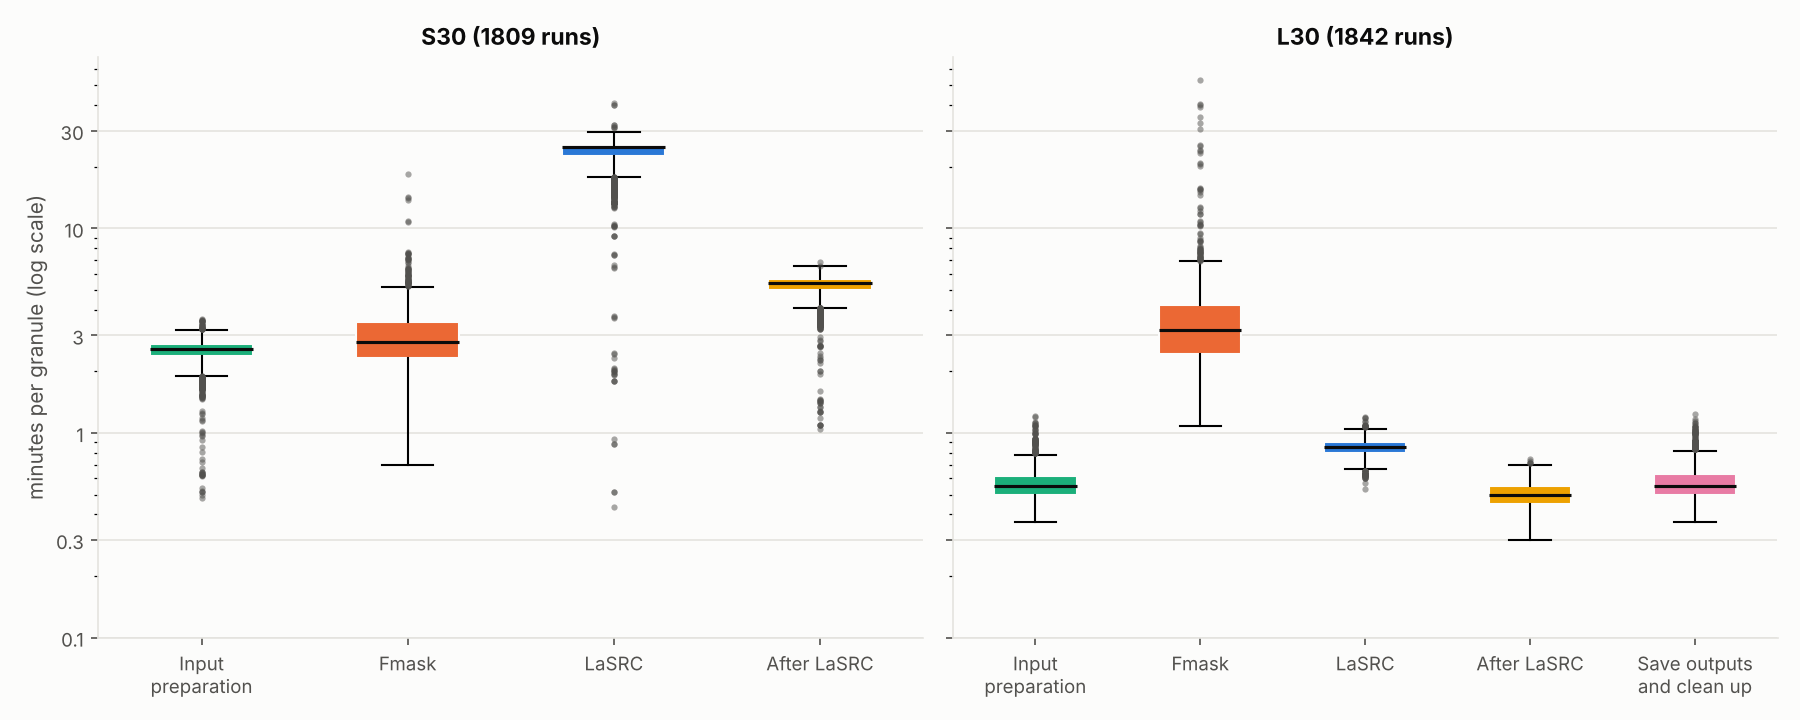 S30 (1809 runs)
L30 (1842 runs)
minutes per granule (log scale)
30
10
3
1
0.3
0.1
Input
preparation
Fmask
LaSRC
After LaSRC
Input
preparation
Fmask
LaSRC
After LaSRC
Save outputs
and clean up